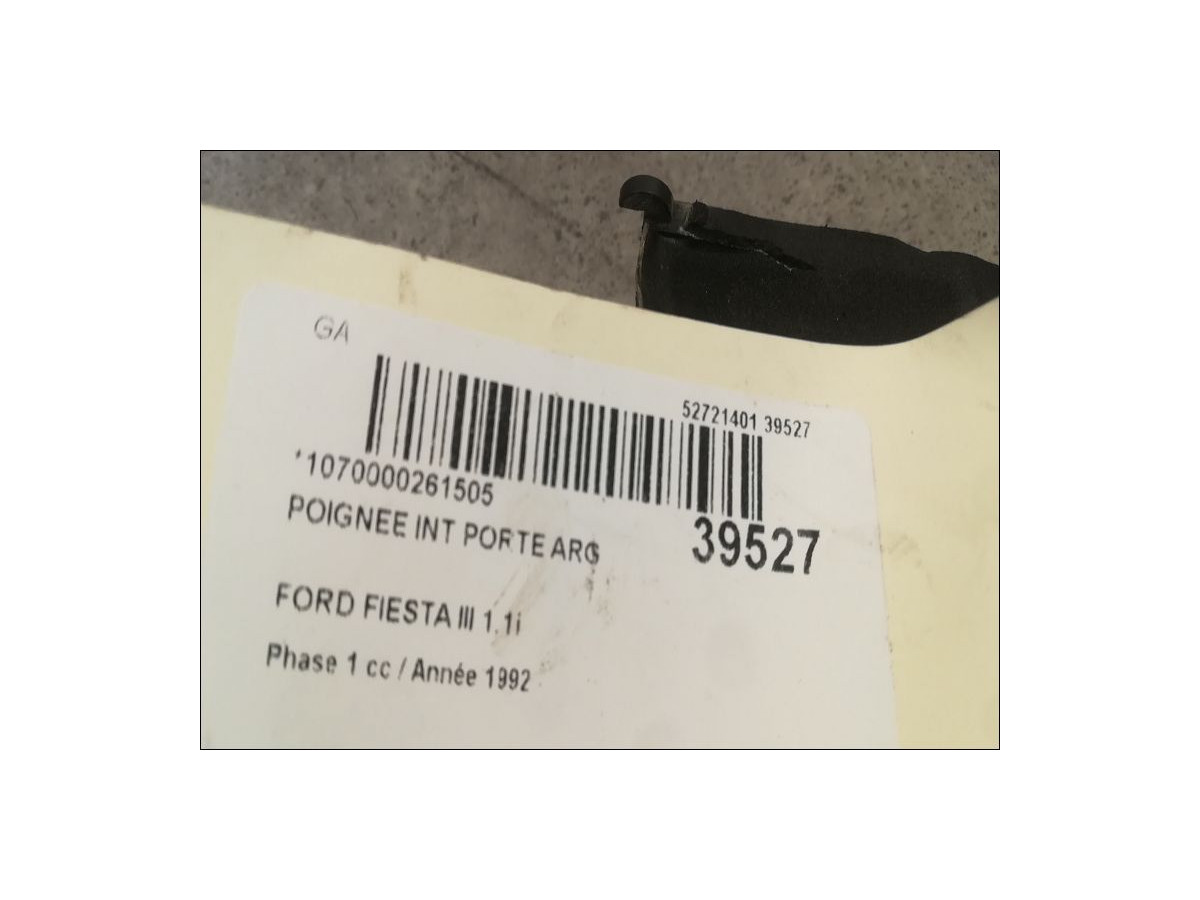 GA
52721401 39527
*1070000261505
39527
POIGNEE INT PORTE ARG
FORD FIESTA III 1.1i
Phase 1 cc / Année 1992